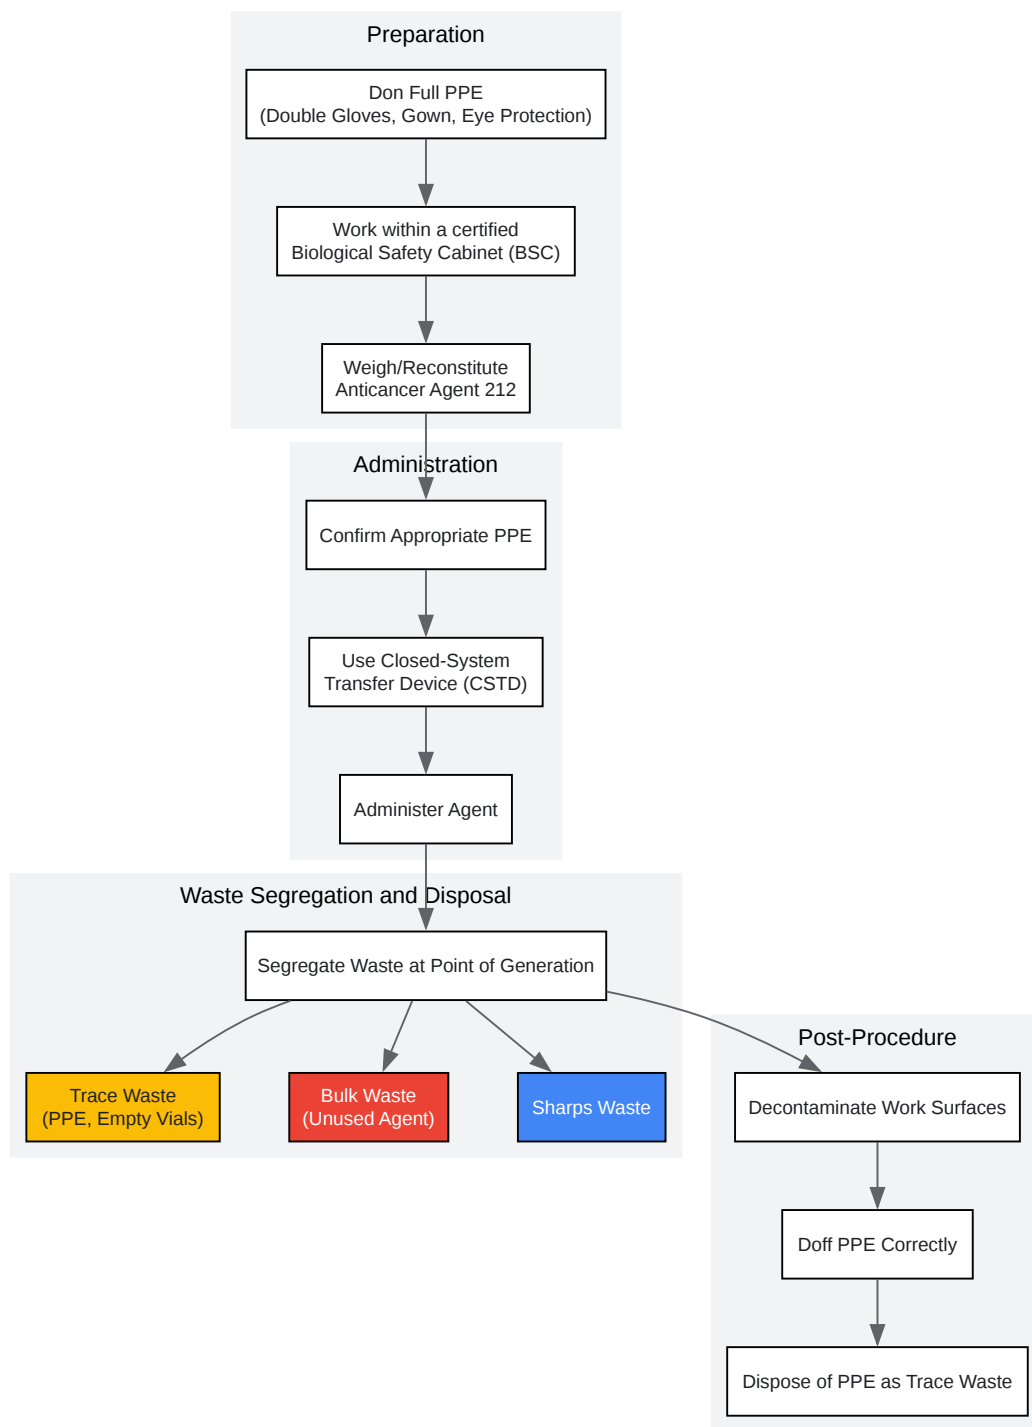 Preparation
Don Full PPE
(Double Gloves, Gown, Eye Protection)
Work within a certified
Biological Safety Cabinet (BSC)
Weigh/Reconstitute
Anticancer Agent 212
Administration
Confirm Appropriate PPE
Use Closed-System
Transfer Device (CSTD)
Administer Agent
Waste Segregation and Disposal
Segregate Waste at Point of Generation
Trace Waste
(PPE, Empty Vials)
Bulk Waste
(Unused Agent)
Sharps Waste
Post-Procedure
Decontaminate Work Surfaces
Doff PPE Correctly
Dispose of PPE as Trace Waste